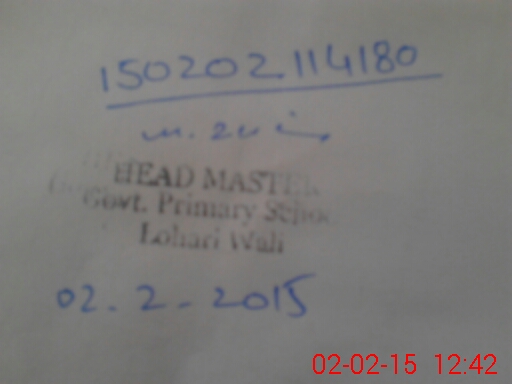 150202114180
HEAD MASTER
Govt. Primary School
Lohari Wali
02-2-2015
02-02-15 12:42